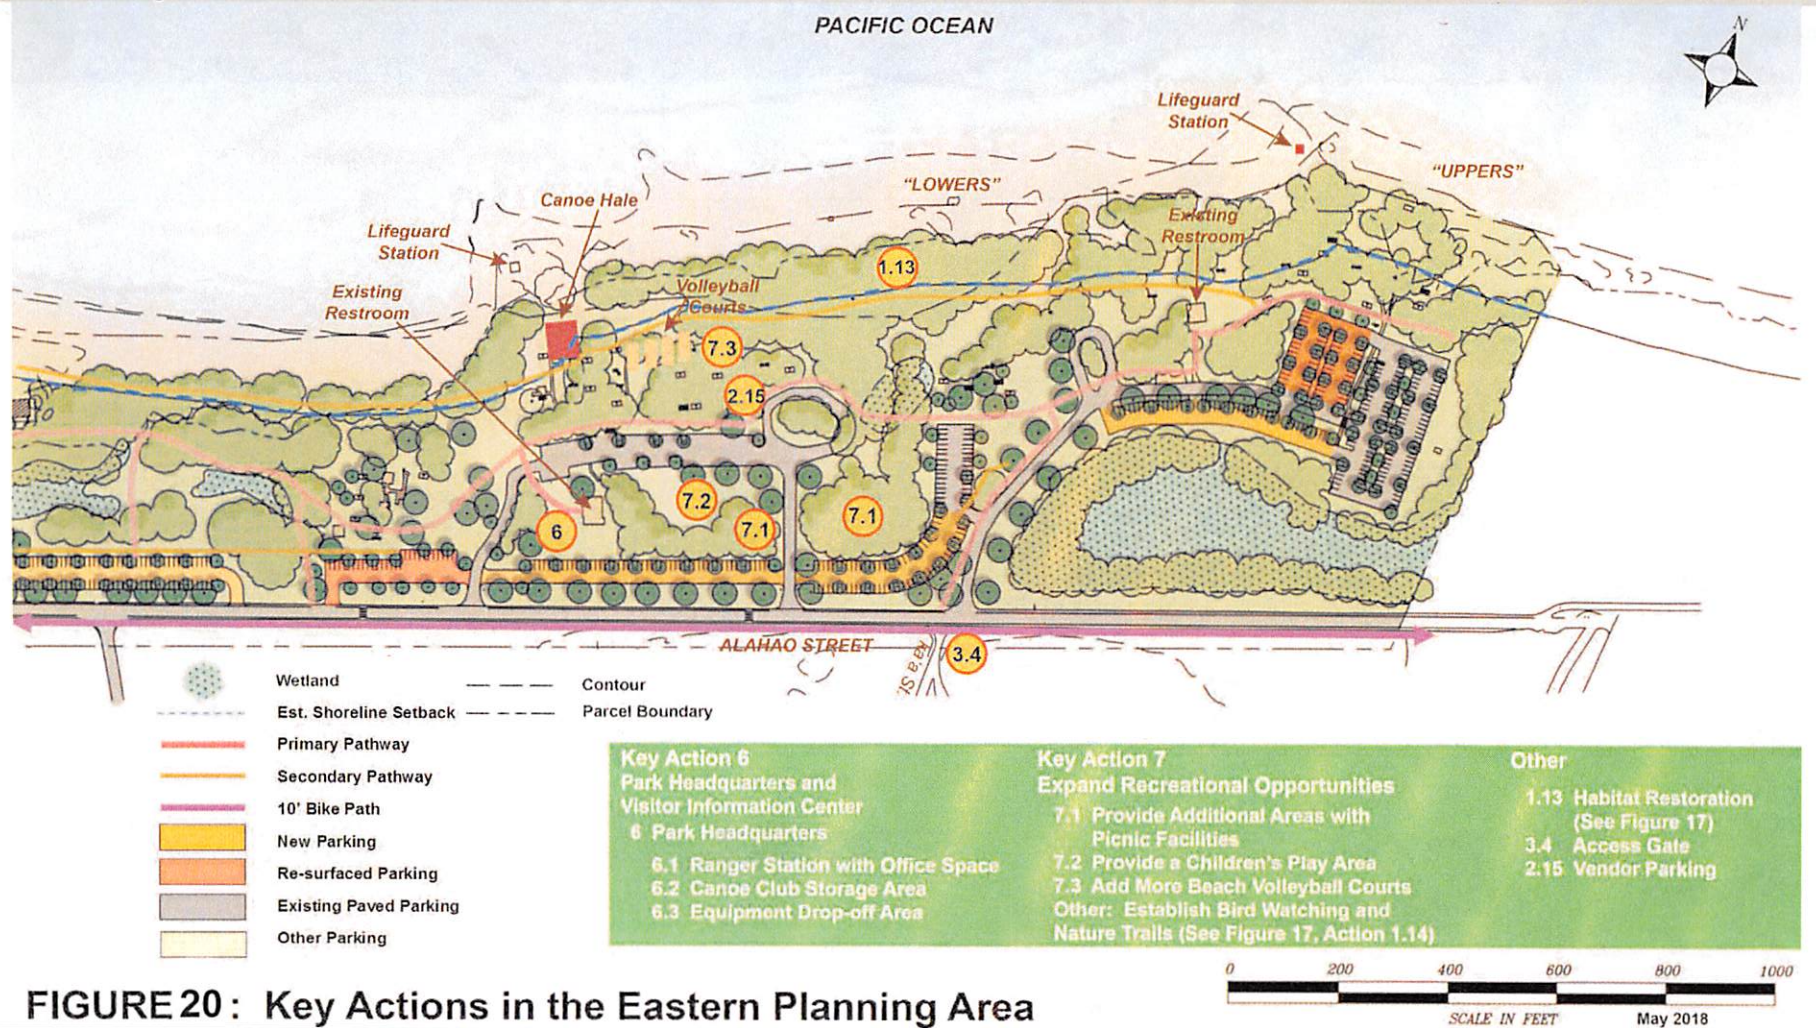 PACIFIC OCEAN
N
Lifeguard
Station
"UPPERS"
"LOWERS"
Canoe Hale
Existing
Restroom
Lifeguard
Station
1.13
Volleyball
Courts
Existing
Restroom
7.3
2.15
7.2
7.1
7.1
6
ALAHAO STREET
3.4
Wetland
Est. Shoreline Setback
Primary Pathway
Secondary Pathway
10' Bike Path
New Parking
Re-surfaced Parking
Existing Paved Parking
Other Parking
Contour
Parcel Boundary
Key Action 6
Park Headquarters and
Visitor Information Center
6 Park Headquarters
6.1 Ranger Station with Office Space
6.2 Canoe Club Storage Area
6.3 Equipment Drop-off Area
Key Action 7
Expand Recreational Opportunities
7.1 Provide Additional Areas with
Picnic Facilities
7.2 Provide a Children's Play Area
7.3 Add More Beach Volleyball Courts
Other: Establish Bird Watching and
Nature Trails (See Figure 17, Action 1.14)
Other
1.13 Habitat Restoration
(See Figure 17)
3.4 Access Gate
2.15 Vendor Parking
0 200 400 600 800 1000
SCALE IN FEET
May 2018
FIGURE 20: Key Actions in the Eastern Planning Area